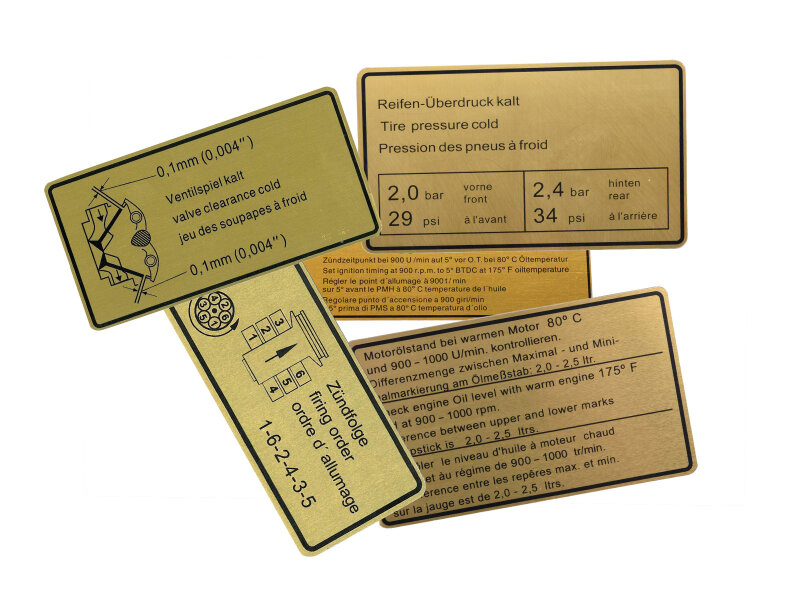 0,1mm (0,004")
Ventilspiel kalt
valve clearance cold
jeu des soupapes à froid
0,1mm (0,004")
Reifen-Überdruck kalt
Tire pressure cold
Pression des pneus à froid
2,0 bar vorne
front
29 psi à l'avant
2,4 bar hinten
rear
34 psi à l'arrière
Zündzeitpunkt bei 900 U/min auf 5° vor O.T. bei 80° C Öltemperatur
Set ignition timing at 900 r.p.m. to 5° BTDC at 175° F oiltemperature
Régler le point d'allumage à 9001/ min
sur 5° avant le PMH à 80° C temperature de l'huile
Regolare punto d'accensione a 900 giri/min
5° prima di PMS a 80° C temperatura d'olio
1 2 3
4 5 6
Zündfolge
firing order
ordre d' allumage
1-6-2-4-3-5
Motorölstand bei warmen Motor 80° C
und 900 - 1000 U/min. kontrollieren.
Differenzmenge zwischen Maximal - und Mini-
malmarkierung am Ölmeßstab: 2,0 - 2,5 ltr.
Engine Oil level with warm engine 175° F
at 900 - 1000 rpm.
between upper and lower marks
is 2,0 - 2,5 ltrs.
le niveau d'huile à moteur chaud
et au régime de 900 - 1000 tr/min.
entre les repères max. et min.
sur la jauge est de 2,0 - 2,5 ltrs.